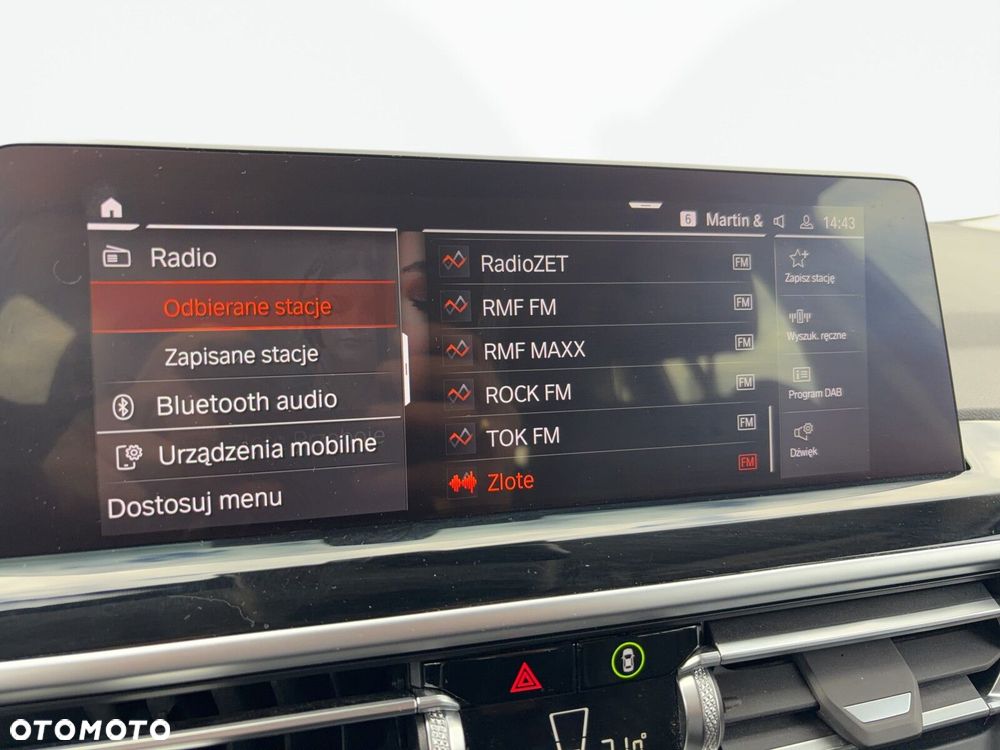 6 Martin & 14:43
Radio
Odbierane stacje
Zapisane stacje
Bluetooth audio
Urządzenia mobilne
Dostosuj menu
RadioZET FM
RMF FM FM
RMF MAXX FM
ROCK FM FM
TOK FM FM
Zlote FM
Zapisz stację
Wyszuk. ręczne
Program DAB
Dźwięk
OTOMOTO